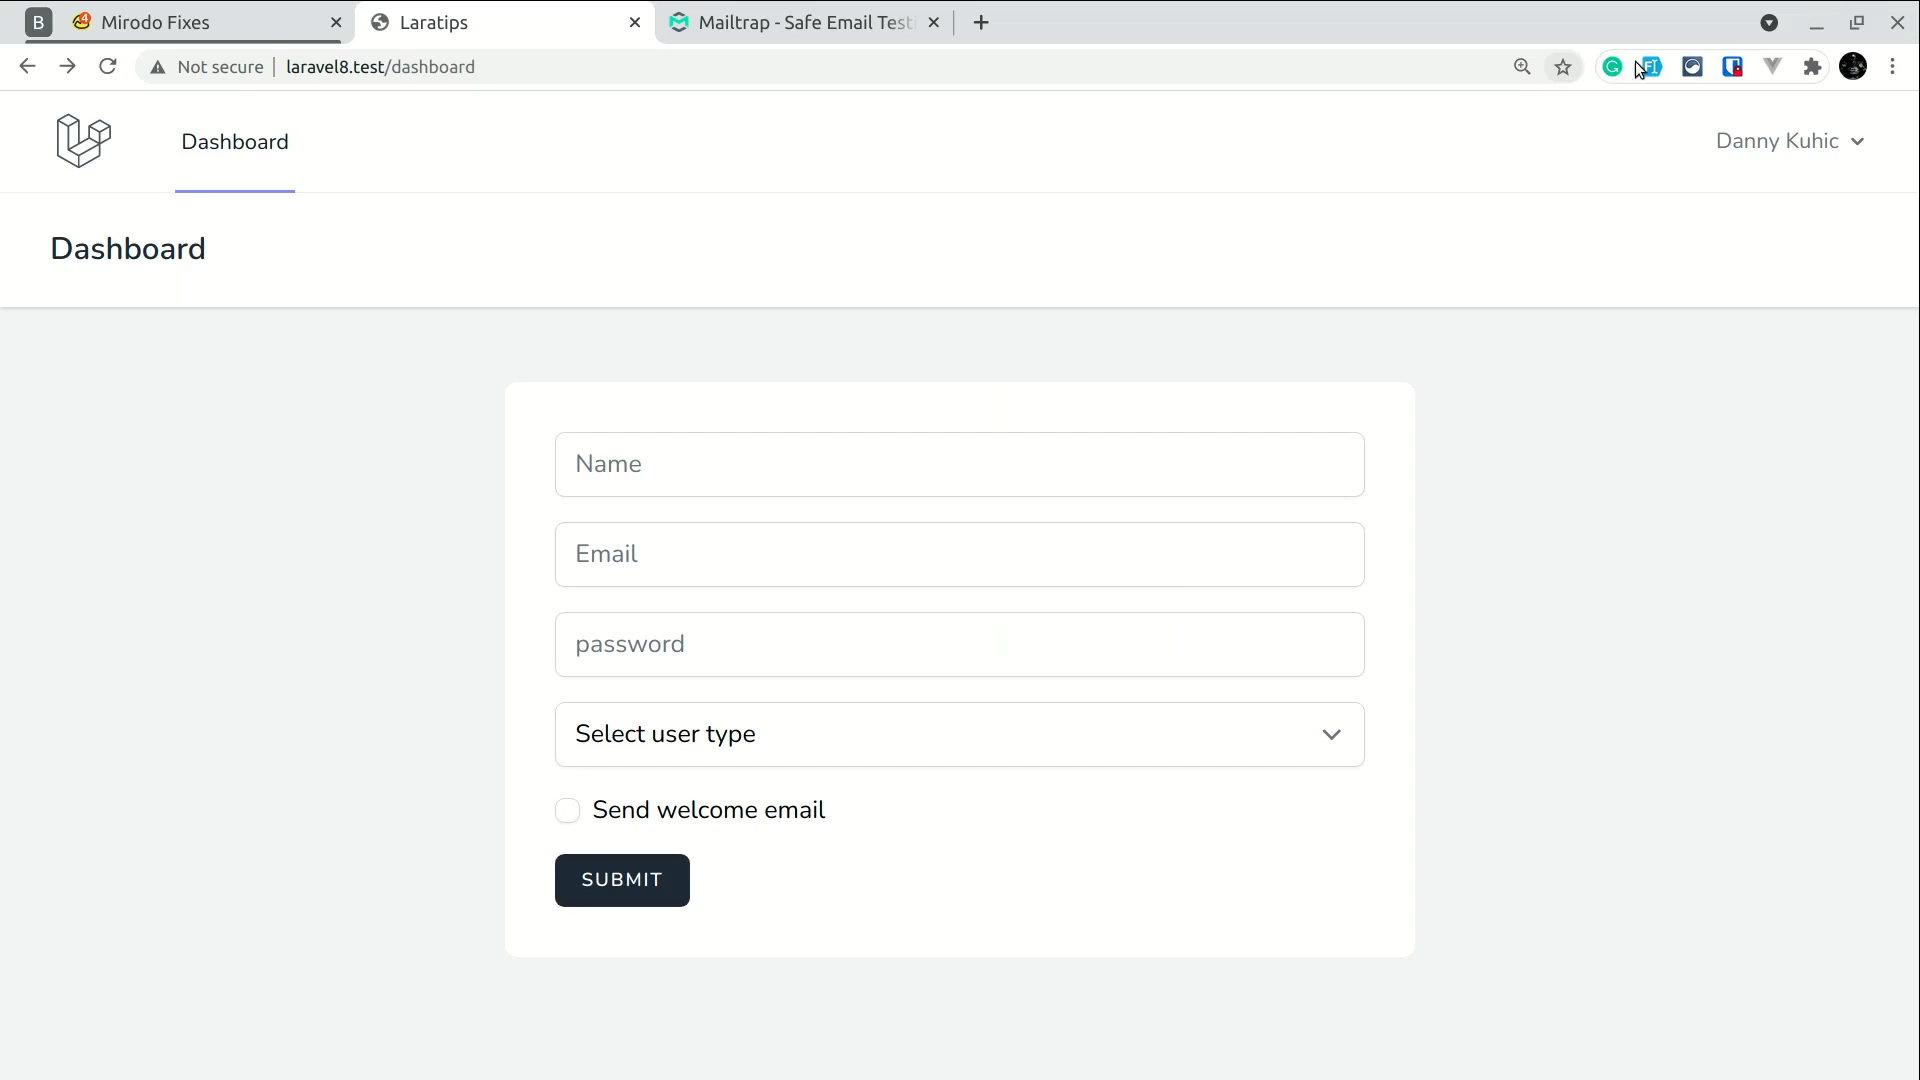 B
Mirodo Fixes
Laratips
Mailtrap - Safe Email Testi
Not secure
laravel8.test/dashboard
Dashboard
Danny Kuhic
Dashboard
Name
Email
password
Select user type
Send welcome email
SUBMIT